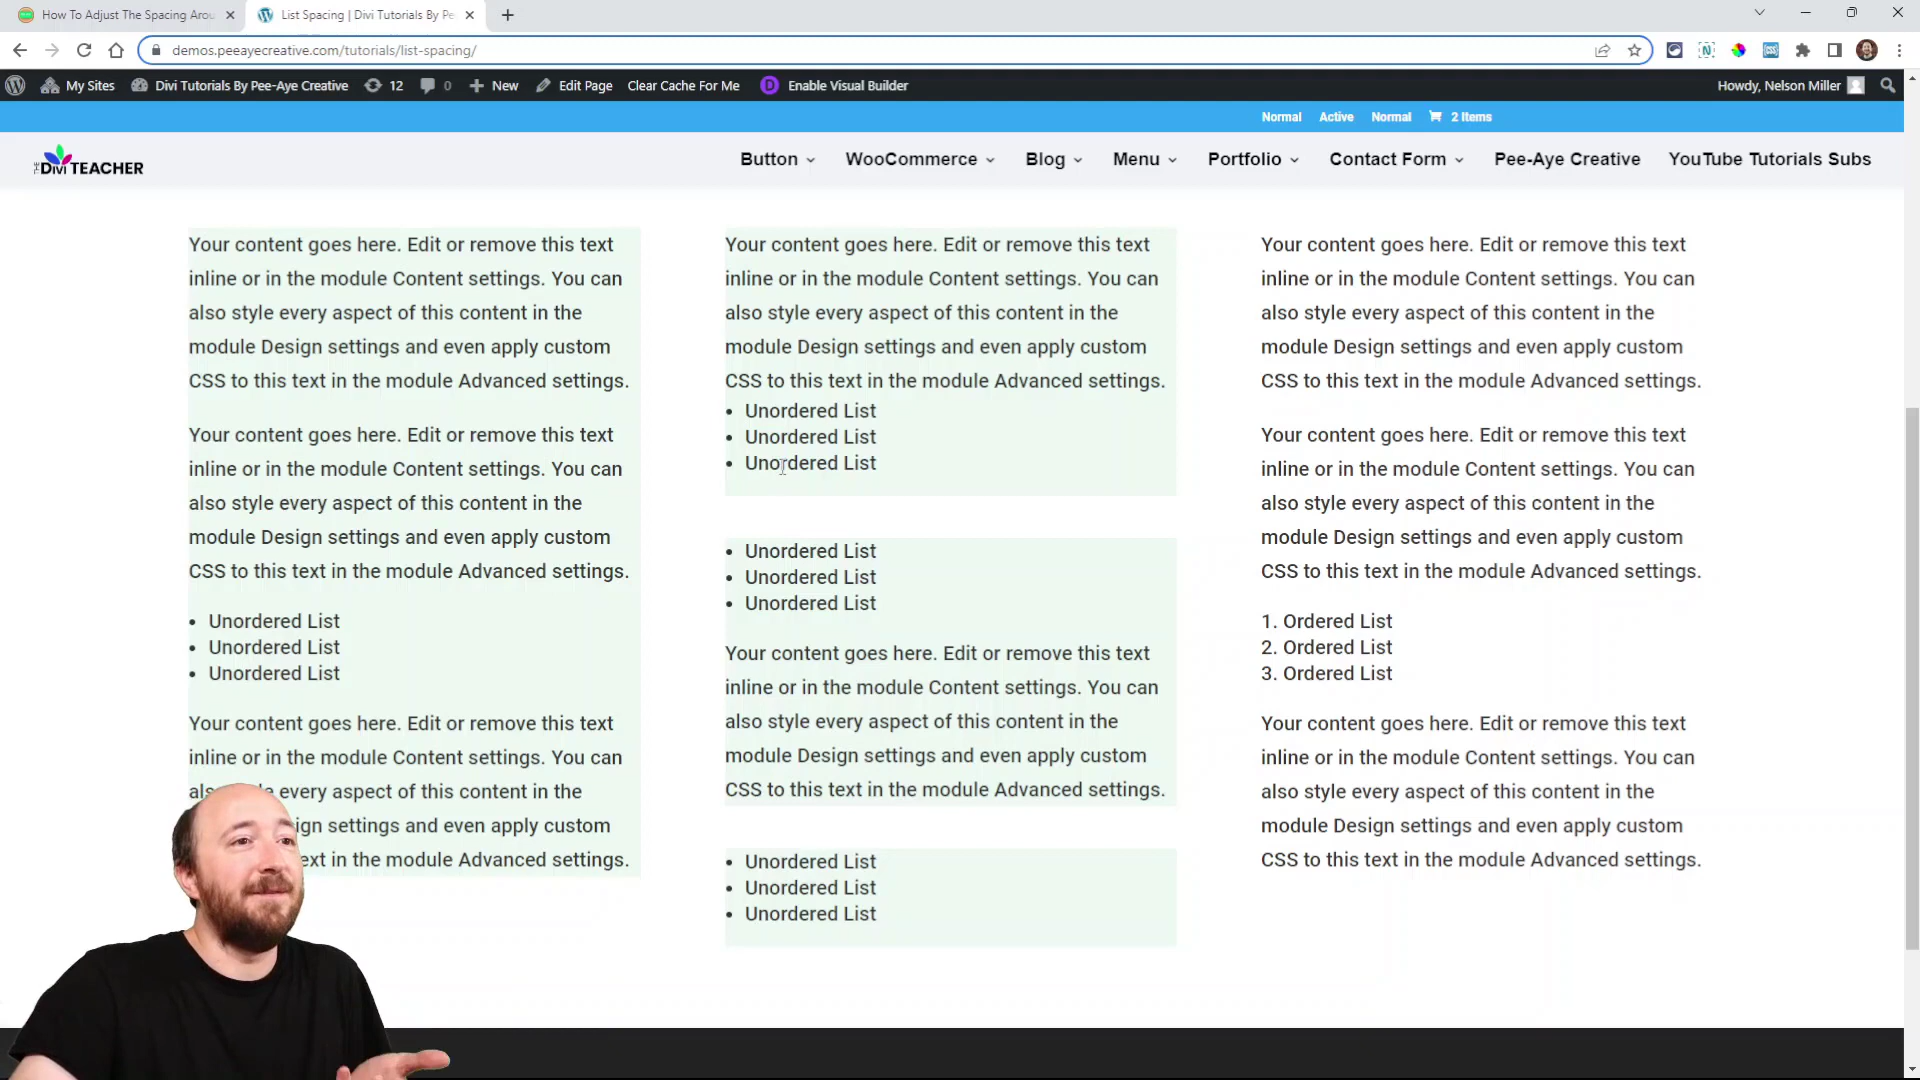 How To Adjust The Spacing Arou
List Spacing | Divi Tutorials By Pe
demos.peeayecreative.com/tutorials/list-spacing/
My Sites
Divi Tutorials By Pee-Aye Creative
12
0
New
Edit Page
Clear Cache For Me
Enable Visual Builder
Howdy, Nelson Miller
Normal
Active
Normal
2 Items
THE DIVI TEACHER
Button
WooCommerce
Blog
Menu
Portfolio
Contact Form
Pee-Aye Creative
YouTube Tutorials Subs
Your content goes here. Edit or remove this text
inline or in the module Content settings. You can
also style every aspect of this content in the
module Design settings and even apply custom
CSS to this text in the module Advanced settings.
Your content goes here. Edit or remove this text
inline or in the module Content settings. You can
also style every aspect of this content in the
module Design settings and even apply custom
CSS to this text in the module Advanced settings.
• Unordered List
• Unordered List
• Unordered List
Your content goes here. Edit or remove this text
inline or in the module Content settings. You can
every aspect of this content in the
ign settings and even apply custom
ext in the module Advanced settings.
Your content goes here. Edit or remove this text
inline or in the module Content settings. You can
also style every aspect of this content in the
module Design settings and even apply custom
CSS to this text in the module Advanced settings.
• Unordered List
• Unordered List
• Unordered List
• Unordered List
• Unordered List
• Unordered List
Your content goes here. Edit or remove this text
inline or in the module Content settings. You can
also style every aspect of this content in the
module Design settings and even apply custom
CSS to this text in the module Advanced settings.
• Unordered List
• Unordered List
• Unordered List
Your content goes here. Edit or remove this text
inline or in the module Content settings. You can
also style every aspect of this content in the
module Design settings and even apply custom
CSS to this text in the module Advanced settings.
Your content goes here. Edit or remove this text
inline or in the module Content settings. You can
also style every aspect of this content in the
module Design settings and even apply custom
CSS to this text in the module Advanced settings.
1. Ordered List
2. Ordered List
3. Ordered List
Your content goes here. Edit or remove this text
inline or in the module Content settings. You can
also style every aspect of this content in the
module Design settings and even apply custom
CSS to this text in the module Advanced settings.